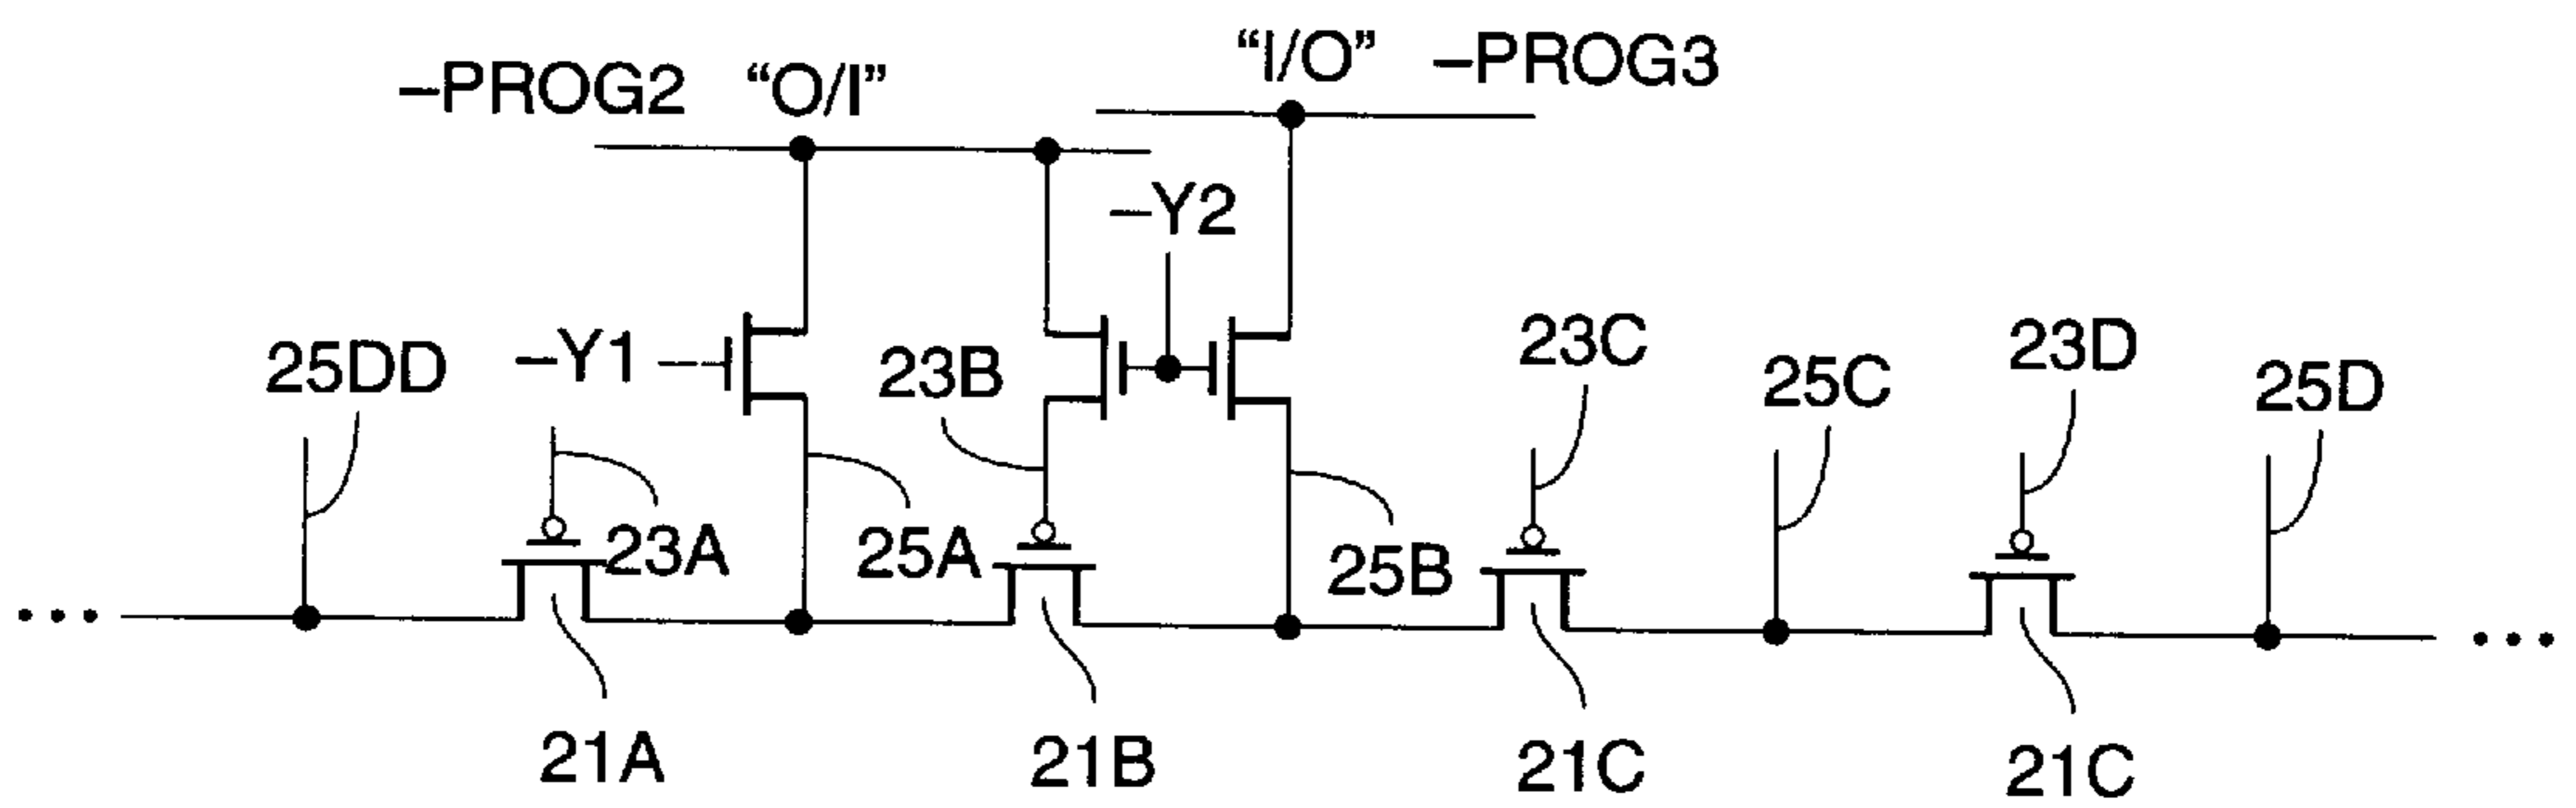 “I/O” –PROG3
–PROG2 “O/I”
–Y2
25DD –Y1 23B 23C 25C 23D 25D
23A 25A 25B
21A 21B 21C 21C